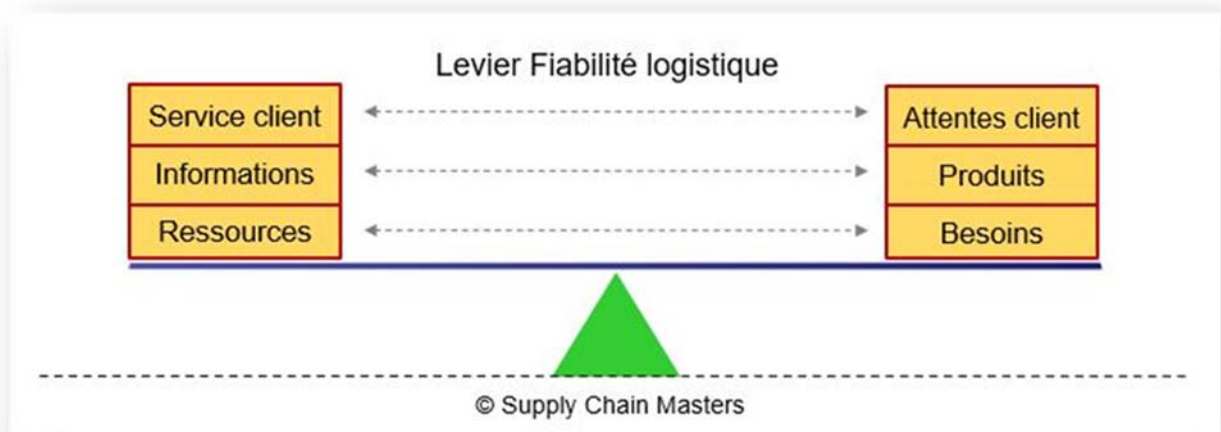 Levier Fiabilité logistique
Service client
Attentes client
Informations
Produits
Ressources
Besoins
© Supply Chain Masters